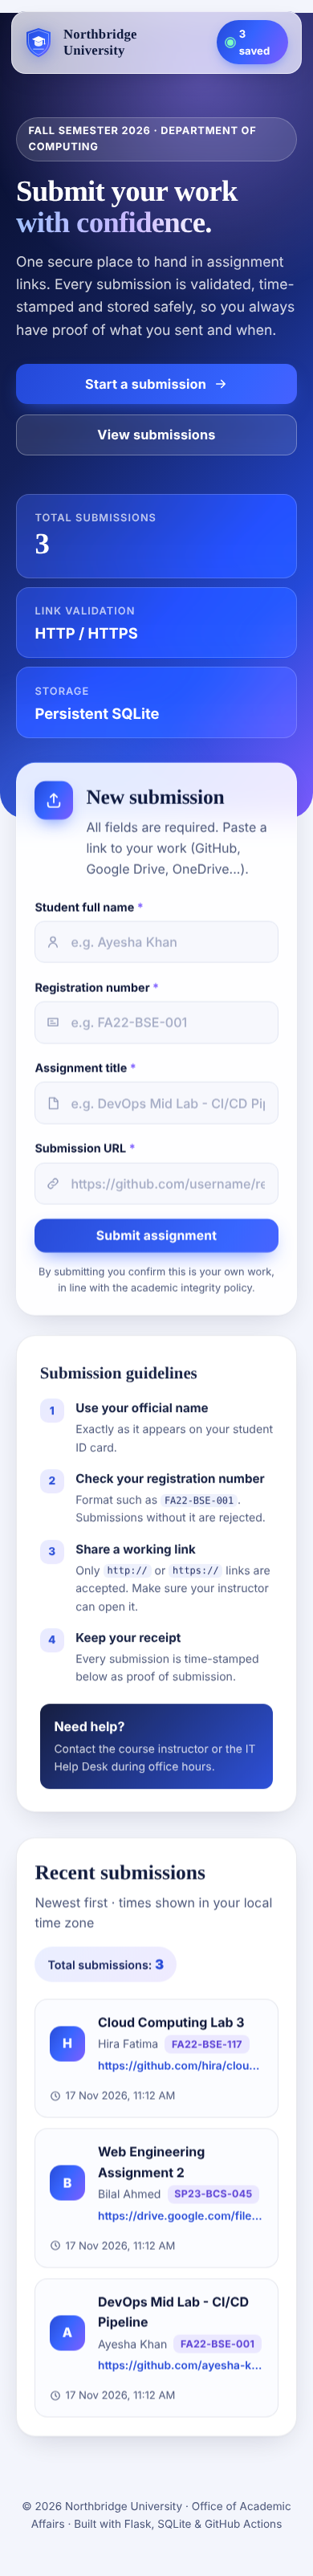 Northbridge
University
3
saved
FALL SEMESTER 2026 · DEPARTMENT OF
COMPUTING
Submit your work
with confidence.
One secure place to hand in assignment
links. Every submission is validated, time-
stamped and stored safely, so you always
have proof of what you sent and when.
Start a submission →
View submissions
TOTAL SUBMISSIONS
3
LINK VALIDATION
HTTP / HTTPS
STORAGE
Persistent SQLite
New submission
All fields are required. Paste a
link to your work (GitHub,
Google Drive, OneDrive...).
Student full name *
e.g. Ayesha Khan
Registration number *
e.g. FA22-BSE-001
Assignment title *
e.g. DevOps Mid Lab - CI/CD Pip
Submission URL *
https://github.com/username/re
Submit assignment
By submitting you confirm this is your own work,
in line with the academic integrity policy.
Submission guidelines
1
Use your official name
Exactly as it appears on your student
ID card.
2
Check your registration number
Format such as FA22-BSE-001.
Submissions without it are rejected.
3
Share a working link
Only http:// or https:// links are
accepted. Make sure your instructor
can open it.
4
Keep your receipt
Every submission is time-stamped
below as proof of submission.
Need help?
Contact the course instructor or the IT
Help Desk during office hours.
Recent submissions
Newest first · times shown in your local
time zone
Total submissions: 3
H
Cloud Computing Lab 3
Hira Fatima FA22-BSE-117
https://github.com/hira/clou...
17 Nov 2026, 11:12 AM
B
Web Engineering
Assignment 2
Bilal Ahmed SP23-BCS-045
https://drive.google.com/file...
17 Nov 2026, 11:12 AM
A
DevOps Mid Lab - CI/CD
Pipeline
Ayesha Khan FA22-BSE-001
https://github.com/ayesha-k...
17 Nov 2026, 11:12 AM
© 2026 Northbridge University · Office of Academic
Affairs · Built with Flask, SQLite & GitHub Actions